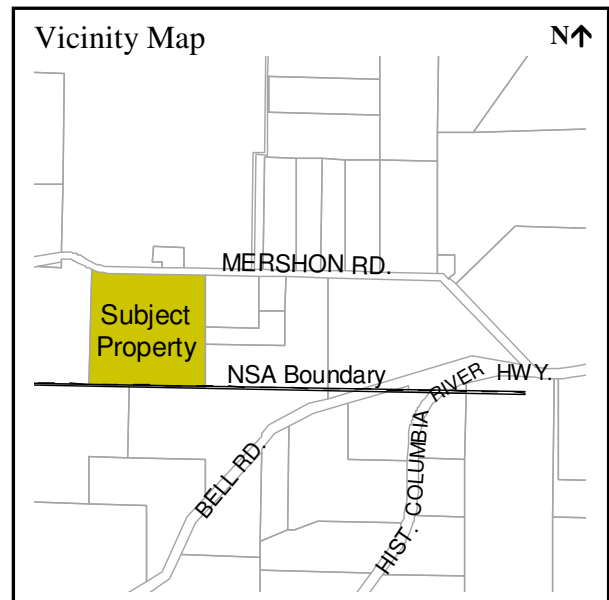 Vicinity Map
N↑
MERSHON RD.
Subject
Property
NSA Boundary
HIST. COLUMBIA RIVER HWY.
BELL RD.